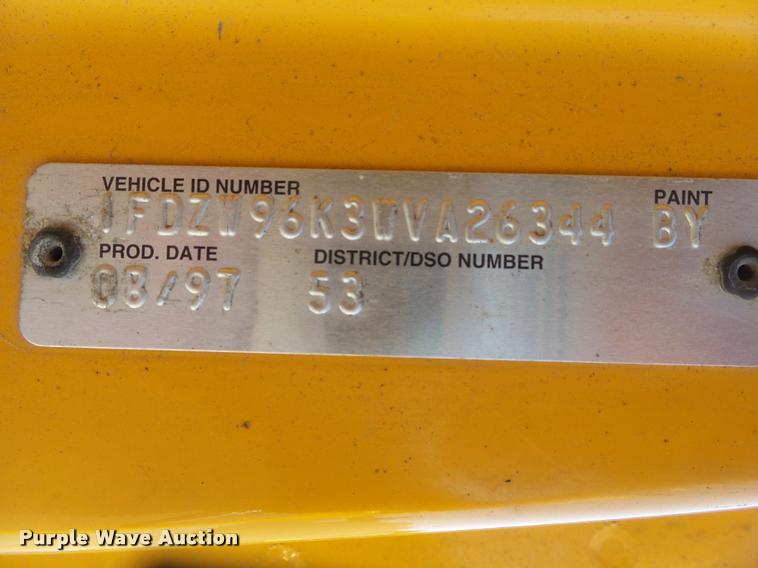 VEHICLE ID NUMBER PAINT
1FDZW96K3WVA26344 BY
PROD. DATE DISTRICT/DSO NUMBER
08/97 53
Purple Wave Auction